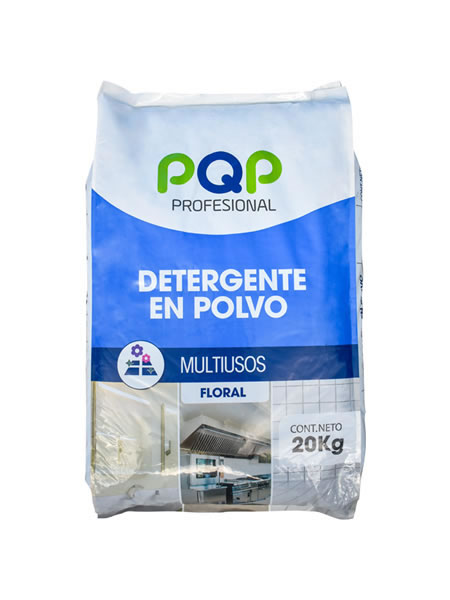 PQP
PROFESIONAL
DETERGENTE
EN POLVO
MULTIUSOS
FLORAL
CONT.NETO
20Kg